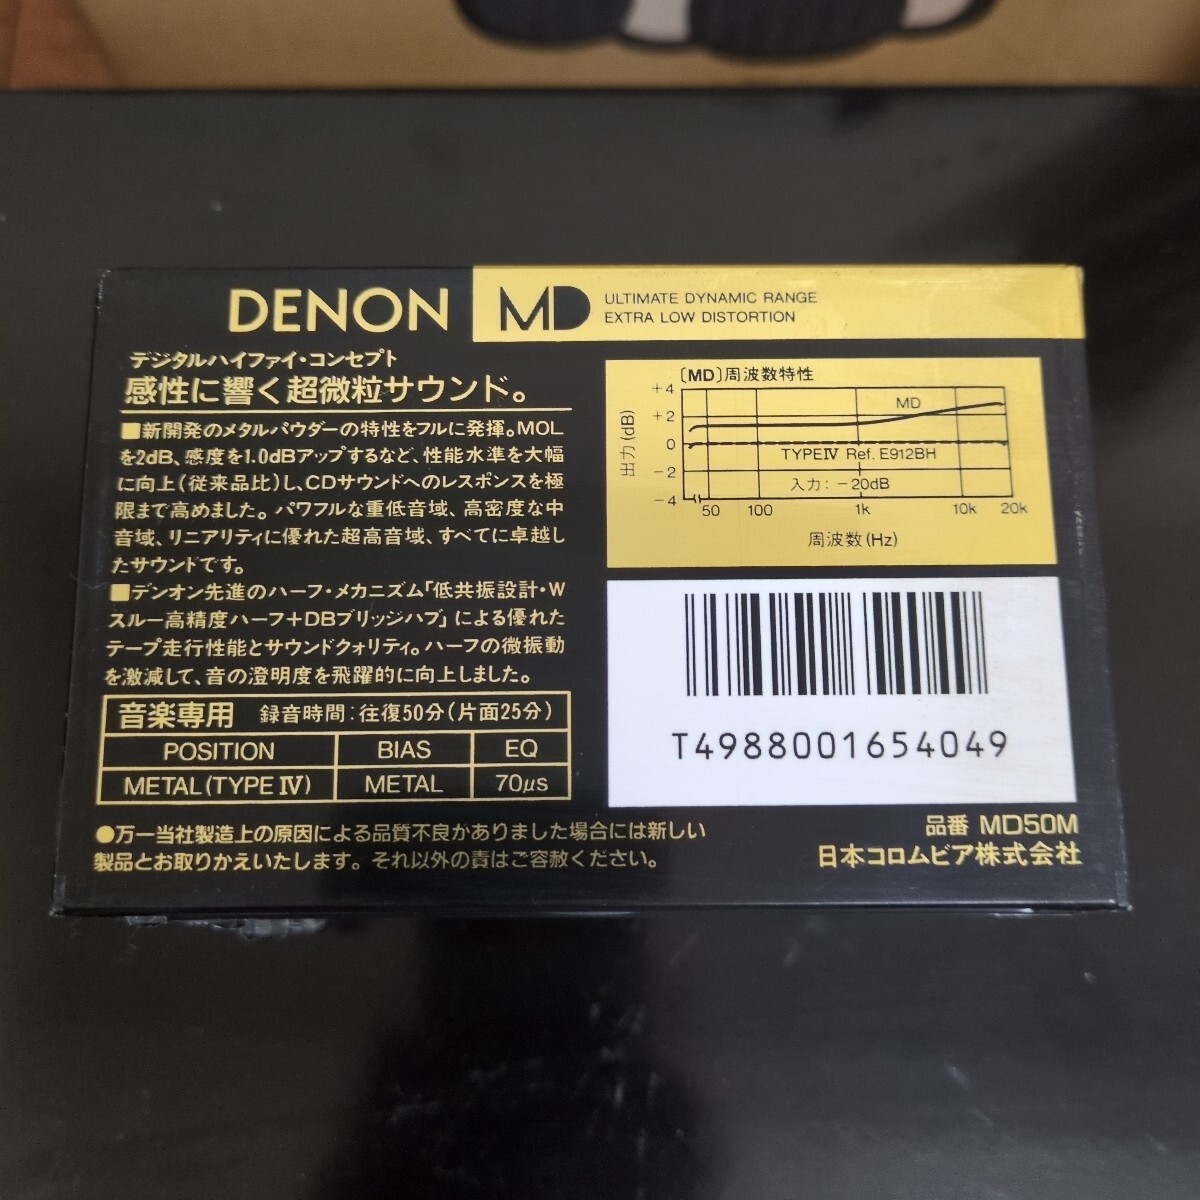 DENON
MD
ULTIMATE DYNAMIC RANGE
EXTRA LOW DISTORTION
デジタルハイファイ・コンセプト
感性に響く超微粒サウンド。
■新開発のメタルパウダーの特性をフルに発揮。MOL
を2dB、感度を1.0dBアップするなど、性能水準を大幅
に向上(従来品比)し、CDサウンドへのレスポンスを極
限まで高めました。パワフルな重低音域、高密度な中
音域、リニアリティに優れた超高音域、すべてに卓越し
たサウンドです。
■デンオン先進のハーフ・メカニズム「低共振設計・W
スルー高精度ハーフ+DBブリッジハブ」による優れた
テープ走行性能とサウンドクォリティ。ハーフの微振動
を激減して、音の澄明度を飛躍的に向上しました。
音楽専用 録音時間:往復50分(片面25分)
POSITION BIAS EQ
METAL(TYPE IV) METAL 70μs
●万一当社製造上の原因による品質不良がありました場合には新しい
製品とお取りかえいたします。それ以外の責はご容赦ください。
[MD]周波数特性
出力(dB)
+4
+2
0
-2
-4
MD
TYPE IV Ref. E912BH
入力:-20dB
50 100 1k 10k 20k
周波数(Hz)
T4988001654049
品番 MD50M
日本コロムビア株式会社